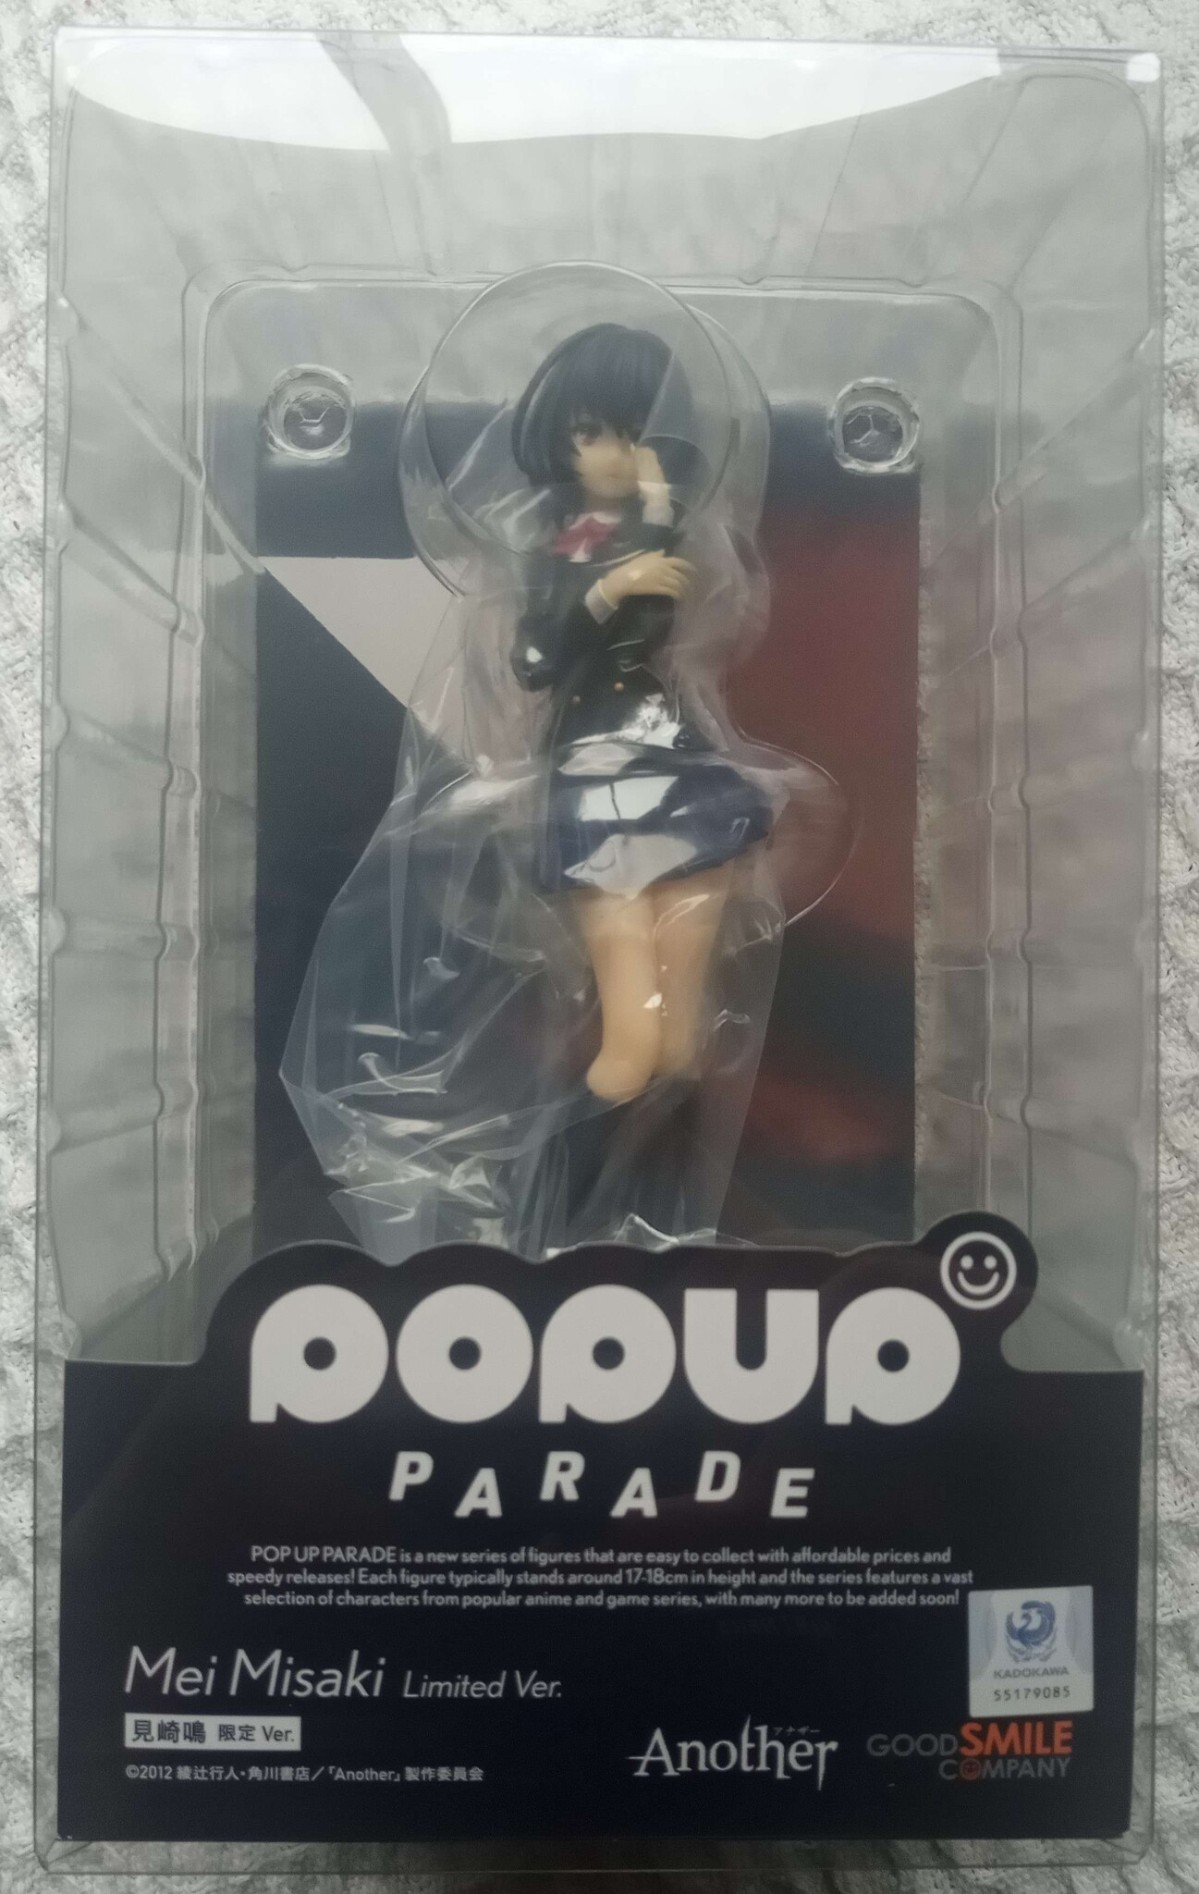 POPUP
PARADE
POP UP PARADE is a new series of figures that are easy to collect with affordable prices and
speedy releases! Each figure typically stands around 17-18cm in height and the series features a vast
selection of characters from popular anime and game series, with many more to be added soon!
KADOKAWA
55179085
Mei Misaki Limited Ver.
見崎鳴 限定 Ver.
アナザー
Another
GOOD SMILE
COMPANY
©2012 綾辻行人・角川書店／「Another」製作委員会